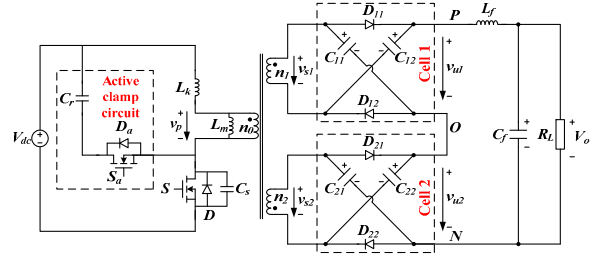 Active
clamp
circuit
C_r
D_a
S_a
V_dc
L_k
v_p
L_m
n_0
S
D
C_s
n_1
v_s1
D_11
C_11
C_12
Cell 1
D_12
v_u1
P
L_f
O
n_2
v_s2
D_21
C_21
C_22
Cell 2
D_22
v_u2
N
C_f
R_L
V_o